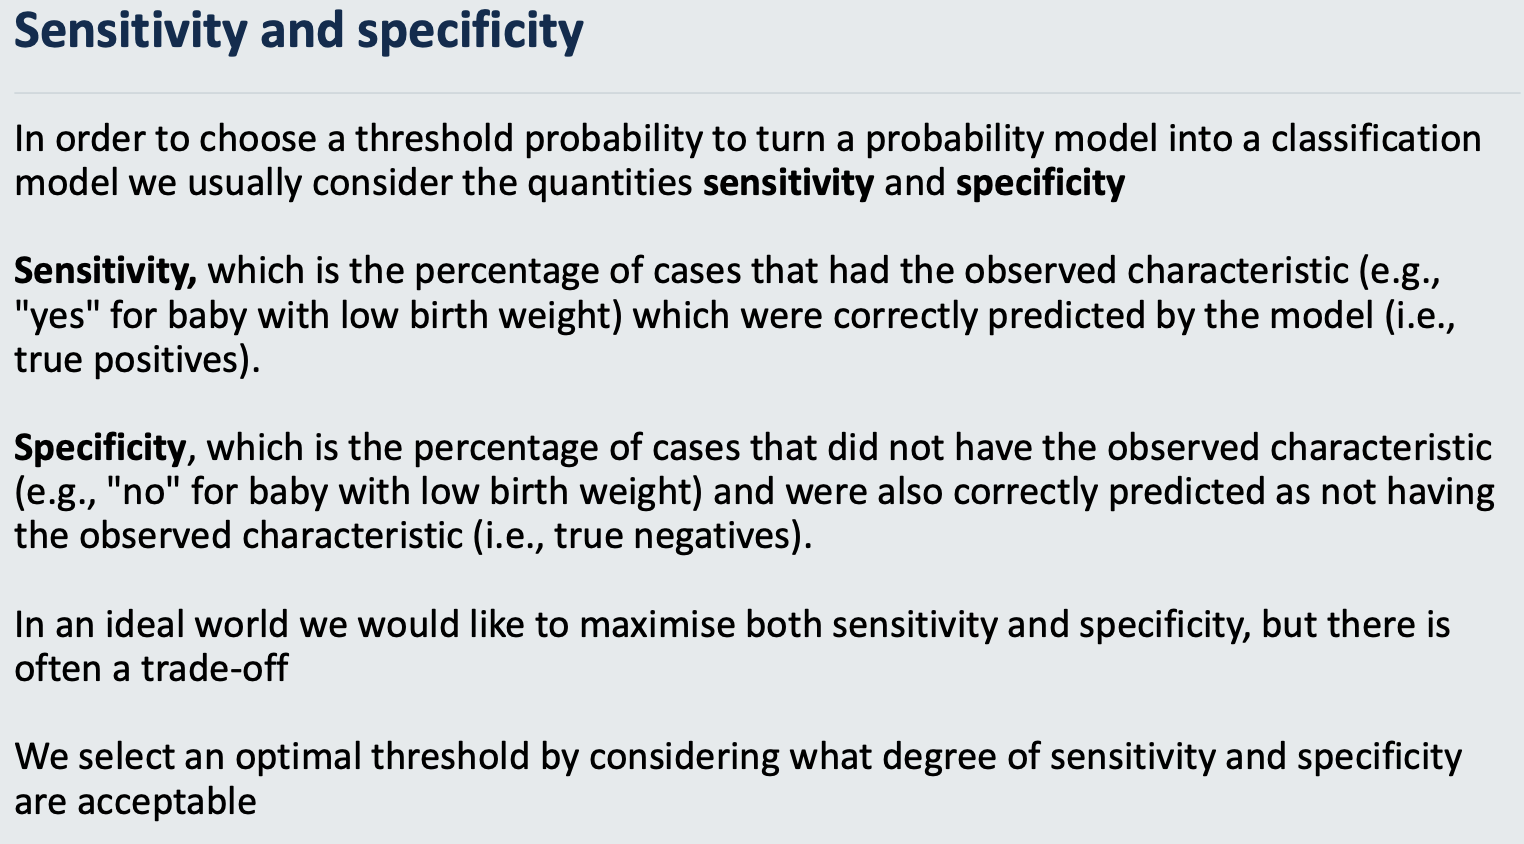 Sensitivity and specificity
In order to choose a threshold probability to turn a probability model into a classification
model we usually consider the quantities sensitivity and specificity
Sensitivity, which is the percentage of cases that had the observed characteristic (e.g.,
"yes" for baby with low birth weight) which were correctly predicted by the model (i.e.,
true positives).
Specificity, which is the percentage of cases that did not have the observed characteristic
(e.g., "no" for baby with low birth weight) and were also correctly predicted as not having
the observed characteristic (i.e., true negatives).
In an ideal world we would like to maximise both sensitivity and specificity, but there is
often a trade-off
We select an optimal threshold by considering what degree of sensitivity and specificity
are acceptable